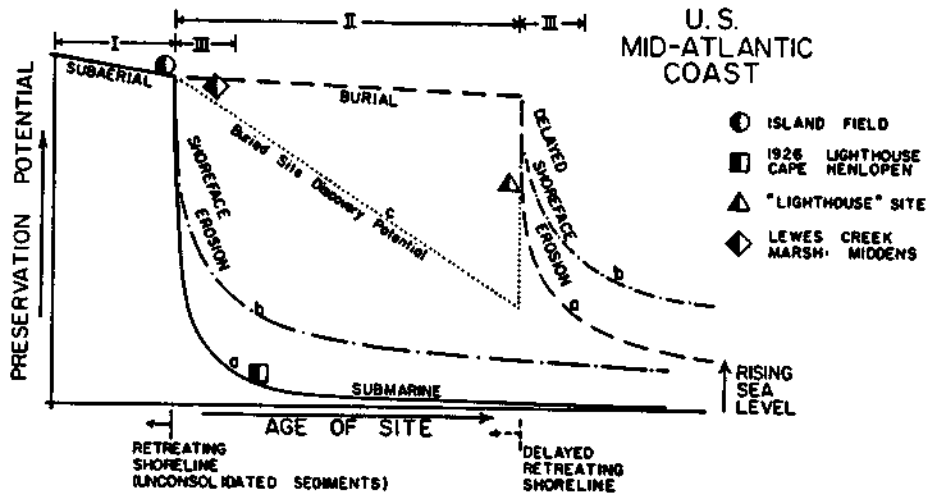 I
II
III
III
U.S.
MID-ATLANTIC
COAST
SUBAERIAL
BURIAL
Buried Site Discovery Potential
c
SHOREFACE
EROSION
DELAYED
SHOREFACE
EROSION
b
a
b
a
SUBMARINE
PRESERVATION POTENTIAL
ISLAND FIELD
1926 LIGHTHOUSE
CAPE HENLOPEN
"LIGHTHOUSE" SITE
LEWES CREEK
MARSH MIDDENS
RISING
SEA
LEVEL
AGE OF SITE
RETREATING
SHORELINE
(UNCONSOLIDATED SEDIMENTS)
DELAYED
RETREATING
SHORELINE